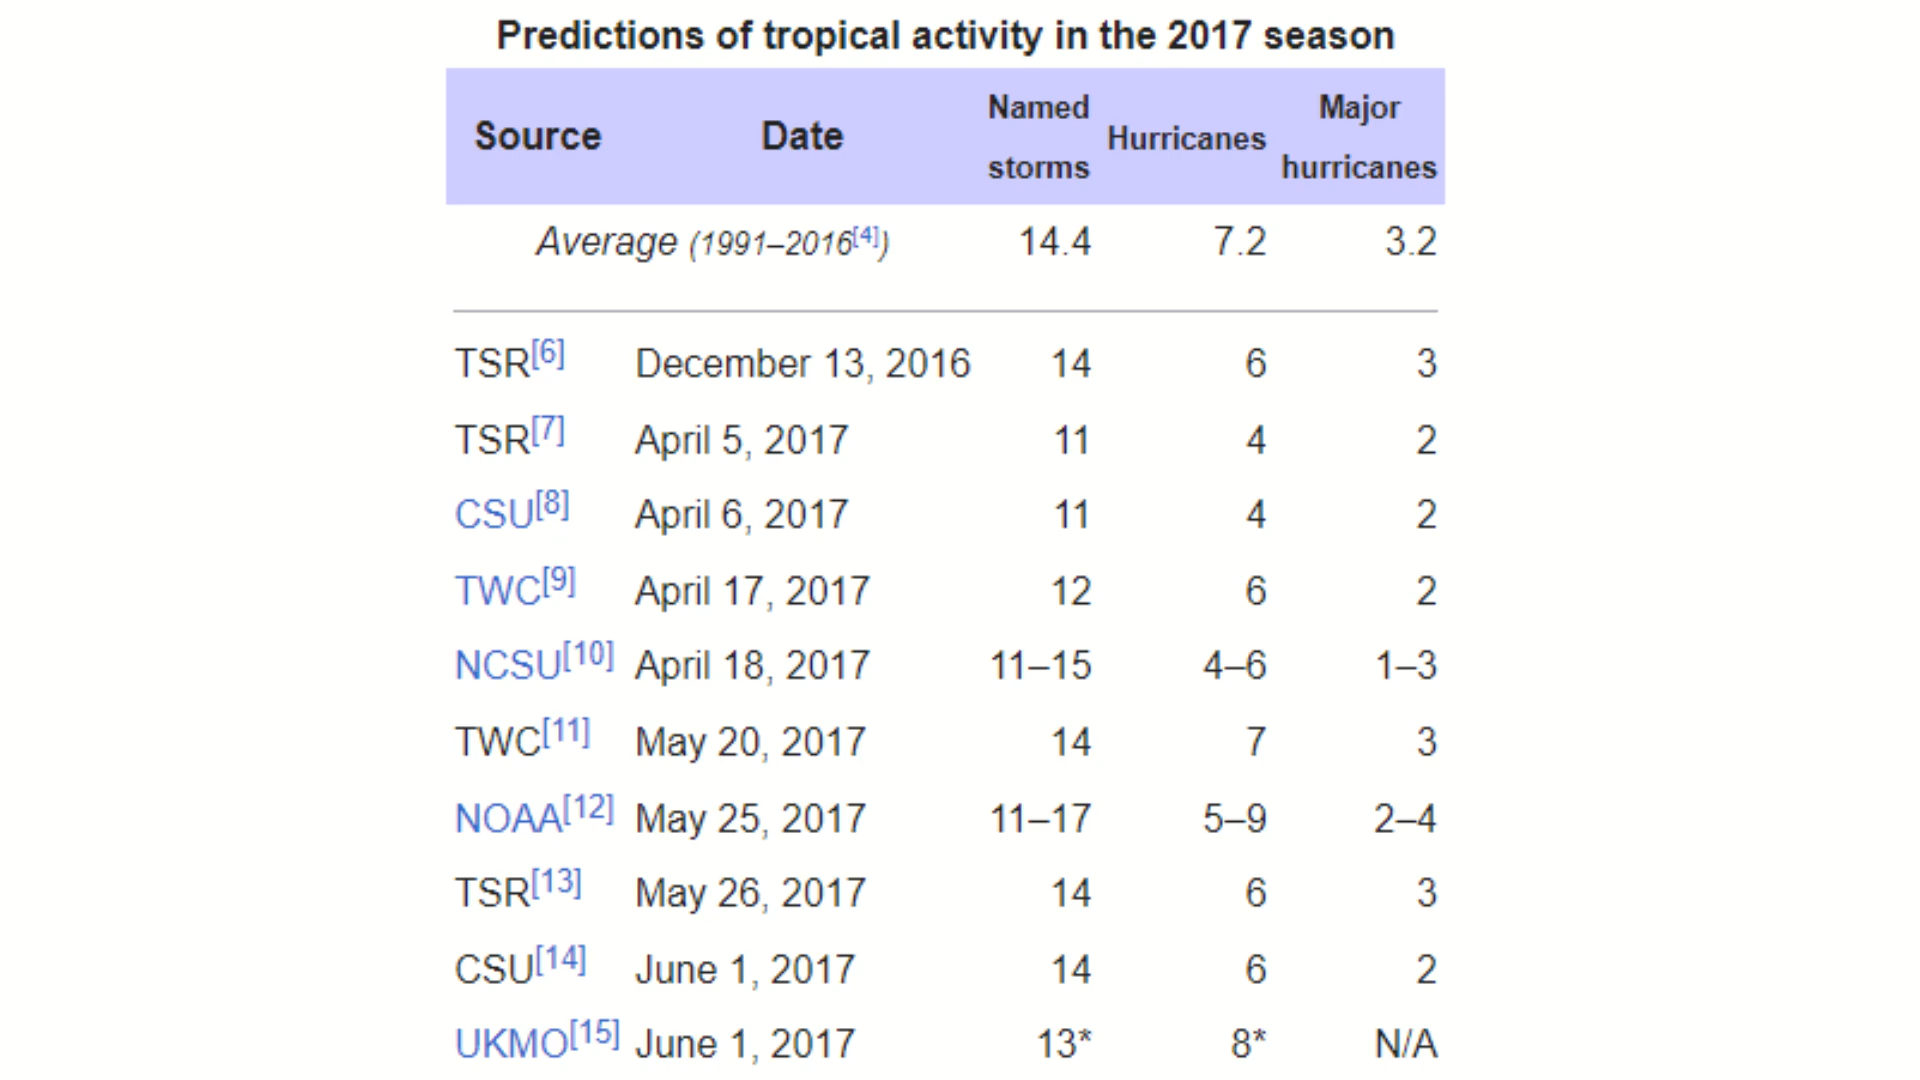 Predictions of tropical activity in the 2017 season
Source Date Named storms Hurricanes Major hurricanes
Average (1991–2016[4]) 14.4 7.2 3.2
TSR[6] December 13, 2016 14 6 3
TSR[7] April 5, 2017 11 4 2
CSU[8] April 6, 2017 11 4 2
TWC[9] April 17, 2017 12 6 2
NCSU[10] April 18, 2017 11–15 4–6 1–3
TWC[11] May 20, 2017 14 7 3
NOAA[12] May 25, 2017 11–17 5–9 2–4
TSR[13] May 26, 2017 14 6 3
CSU[14] June 1, 2017 14 6 2
UKMO[15] June 1, 2017 13* 8* N/A